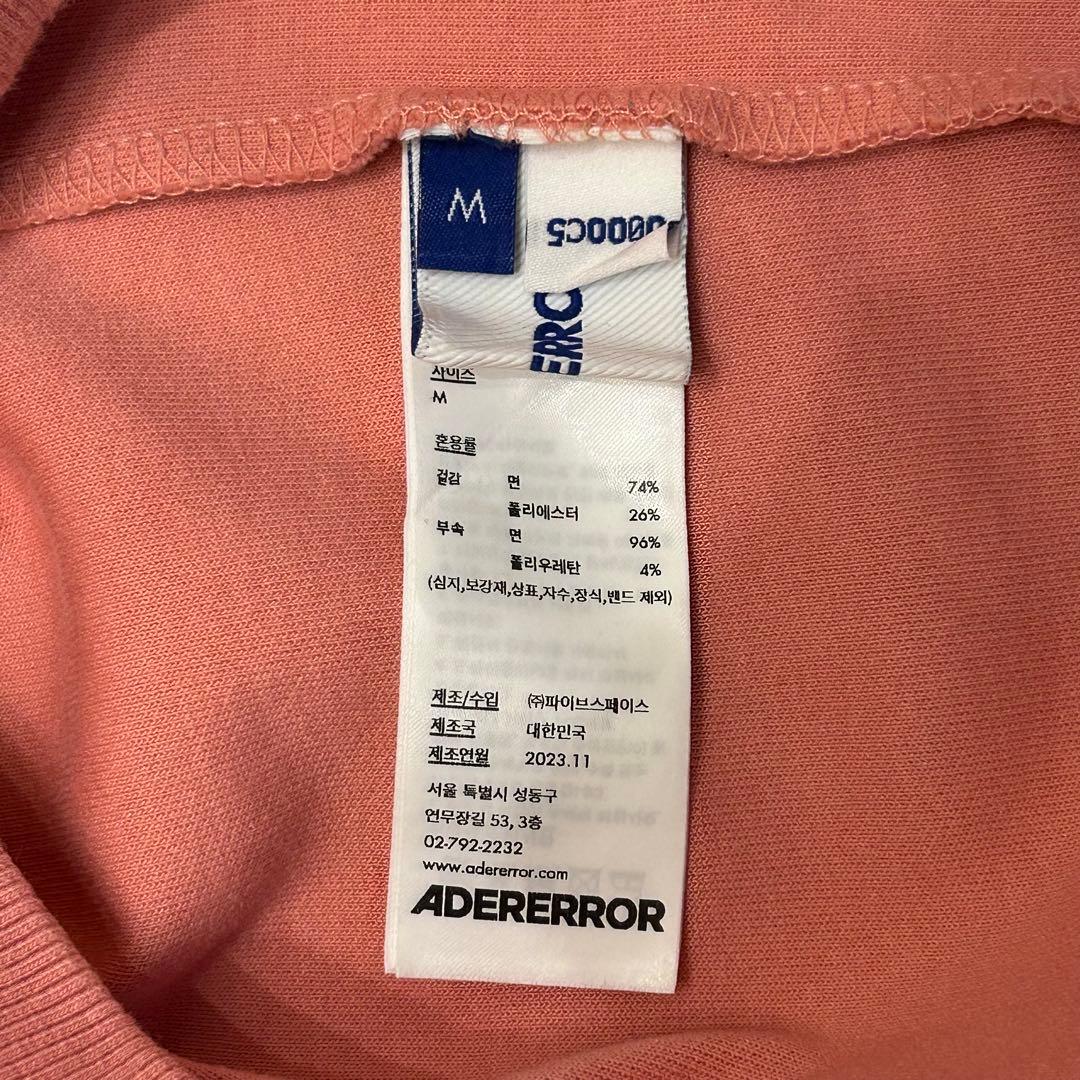 M
0000C5
ERRO
사이즈
M
혼용률
겉감 면 74%
폴리에스터 26%
부속 면 96%
폴리우레탄 4%
(심지,보강재,상표,자수,장식,밴드 제외)
제조/수입 ㈜파이브스페이스
제조국 대한민국
제조연월 2023.11
서울 특별시 성동구
연무장길 53, 3층
02-792-2232
www.adererror.com
ADERERROR